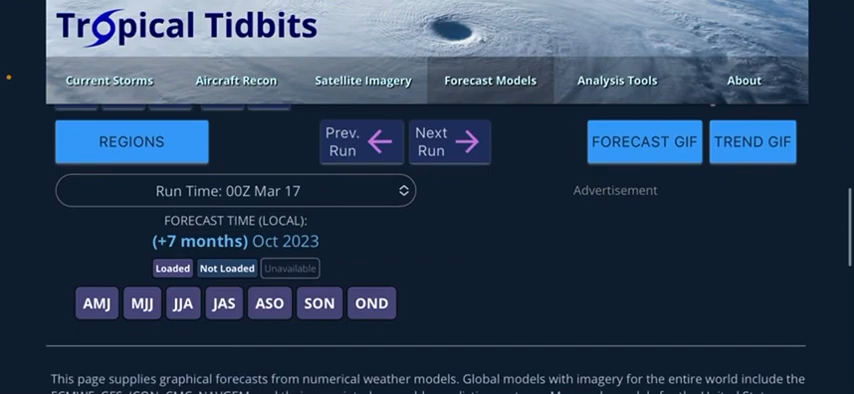 Tropical Tidbits
Current Storms Aircraft Recon Satellite Imagery Forecast Models Analysis Tools About
REGIONS
Prev. Run
Next Run
FORECAST GIF
TREND GIF
Run Time: 00Z Mar 17
Advertisement
FORECAST TIME (LOCAL):
(+7 months) Oct 2023
Loaded Not Loaded Unavailable
AMJ MJJ JJA JAS ASO SON OND
This page supplies graphical forecasts from numerical weather models. Global models with imagery for the entire world include the